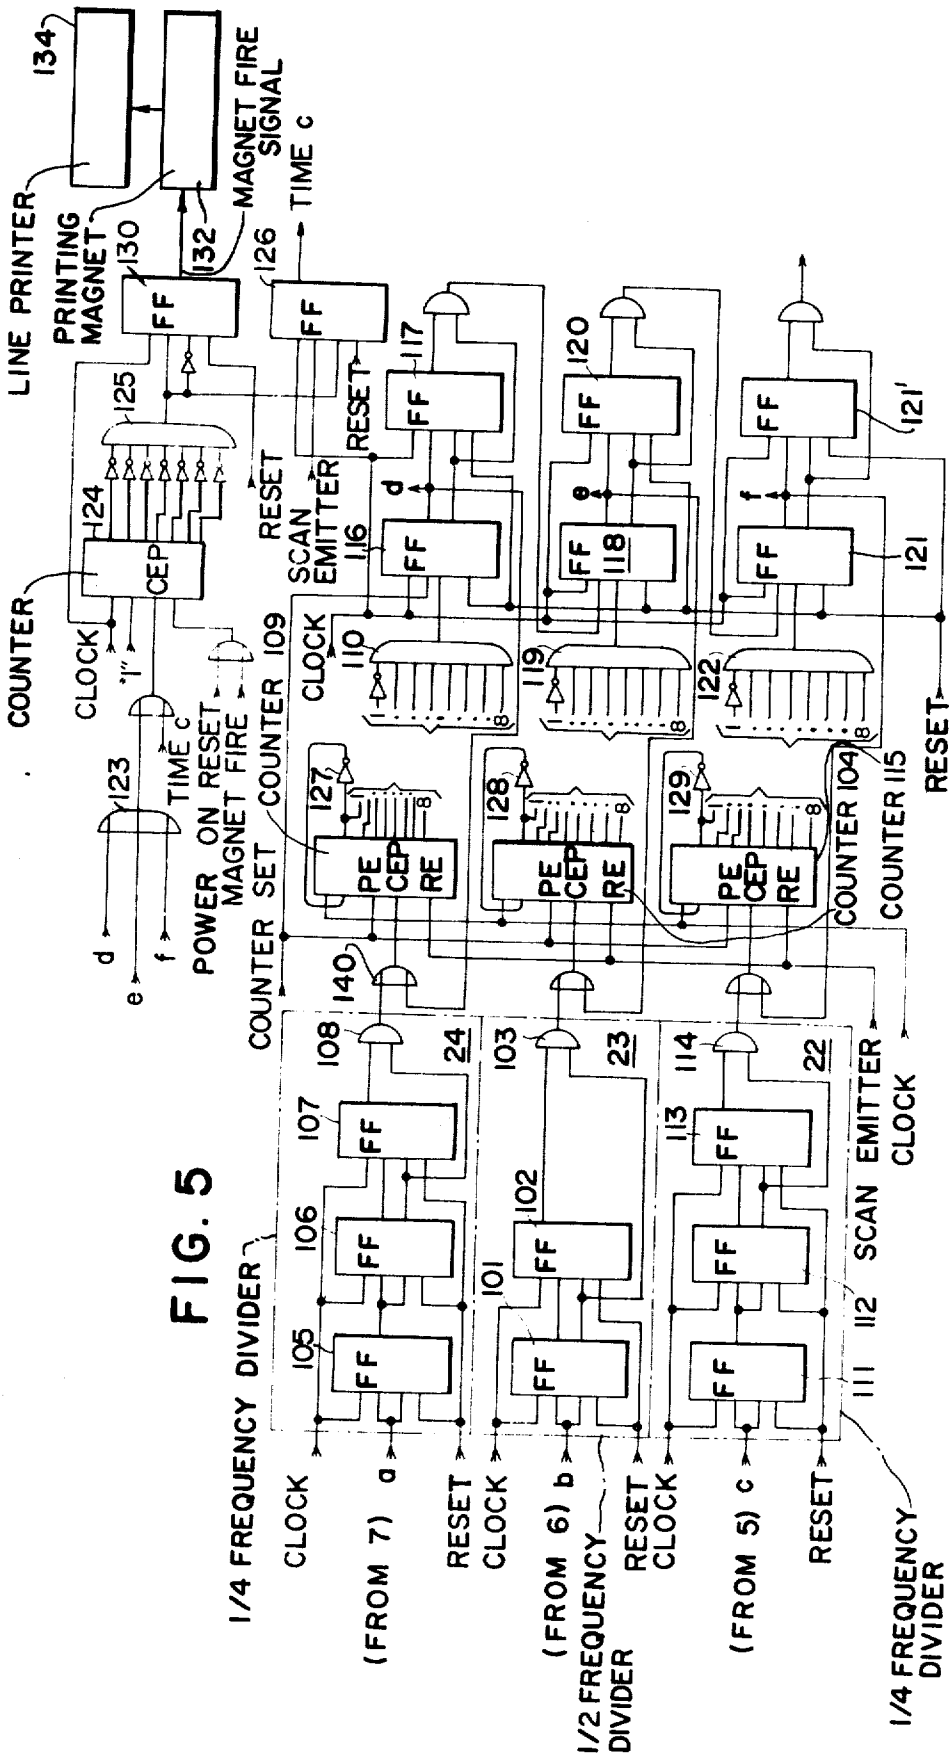 FIG. 5
LINE PRINTER
134
PRINTING
MAGNET
132
MAGNET FIRE
SIGNAL
130
FF
126
FF
TIME c
RESET
COUNTER
124
125
CEP
CLOCK
"1"
RESET
SCAN
EMITTER
123
d
e
f
TIME c
POWER ON RESET
MAGNET FIRE
COUNTER SET
COUNTER 109
CLOCK
110
1
8
116
FF
d
117
FF
127
PE
CEP
RE
1
8
140
1/4 FREQUENCY DIVIDER
CLOCK
(FROM 7) a
RESET
105
FF
106
FF
107
FF
108
24
CLOCK
(FROM 6) b
RESET
1/2 FREQUENCY
DIVIDER
101
FF
102
FF
103
23
128
PE
CEP
RE
1
8
119
1
8
FF
118
e
120
FF
CLOCK
(FROM 5) c
RESET
1/4 FREQUENCY
DIVIDER
111
FF
112
FF
113
FF
114
22
129
PE
CEP
RE
1
8
122
1
8
121
FF
f
121'
FF
COUNTER 104
COUNTER 115
SCAN EMITTER
CLOCK
RESET